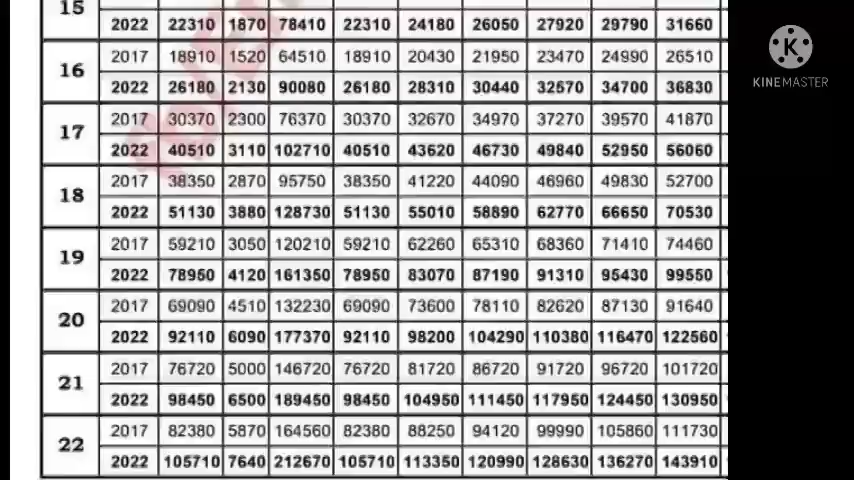 15
2022 22310 1870 78410 22310 24180 26050 27920 29790 31660
16
2017 18910 1520 64510 18910 20430 21950 23470 24990 26510
2022 26180 2130 90080 26180 28310 30440 32570 34700 36830
17
2017 30370 2300 76370 30370 32670 34970 37270 39570 41870
2022 40510 3110 102710 40510 43620 46730 49840 52950 56060
18
2017 38350 2870 95750 38350 41220 44090 46960 49830 52700
2022 51130 3880 128730 51130 55010 58890 62770 66650 70530
19
2017 59210 3050 120210 59210 62260 65310 68360 71410 74460
2022 78950 4120 161350 78950 83070 87190 91310 95430 99550
20
2017 69090 4510 132230 69090 73600 78110 82620 87130 91640
2022 92110 6090 177370 92110 98200 104290 110380 116470 122560
21
2017 76720 5000 146720 76720 81720 86720 91720 96720 101720
2022 98450 6500 189450 98450 104950 111450 117950 124450 130950
22
2017 82380 5870 164560 82380 88250 94120 99990 105860 111730
2022 105710 7640 212670 105710 113350 120990 128630 136270 143910
K
KINEMASTER